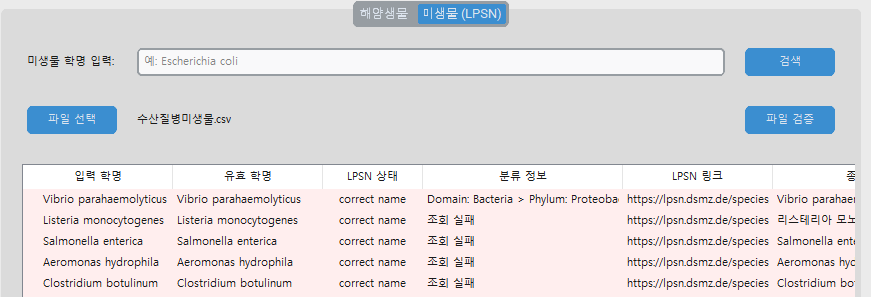 해양생물 미생물 (LPSN)
미생물 학명 입력: 예: Escherichia coli 검색
파일 선택 수산질병미생물.csv 파일 검증
입력 학명 유효 학명 LPSN 상태 분류 정보 LPSN 링크 종
Vibrio parahaemolyticus Vibrio parahaemolyticus correct name Domain: Bacteria > Phylum: Proteobac https://lpsn.dsmz.de/species Vibrio parah
Listeria monocytogenes Listeria monocytogenes correct name 조회 실패 https://lpsn.dsmz.de/species 리스테리아 모노
Salmonella enterica Salmonella enterica correct name 조회 실패 https://lpsn.dsmz.de/species Salmonella ente
Aeromonas hydrophila Aeromonas hydrophila correct name 조회 실패 https://lpsn.dsmz.de/species Aeromonas hy
Clostridium botulinum Clostridium botulinum correct name 조회 실패 https://lpsn.dsmz.de/species Clostridium bo